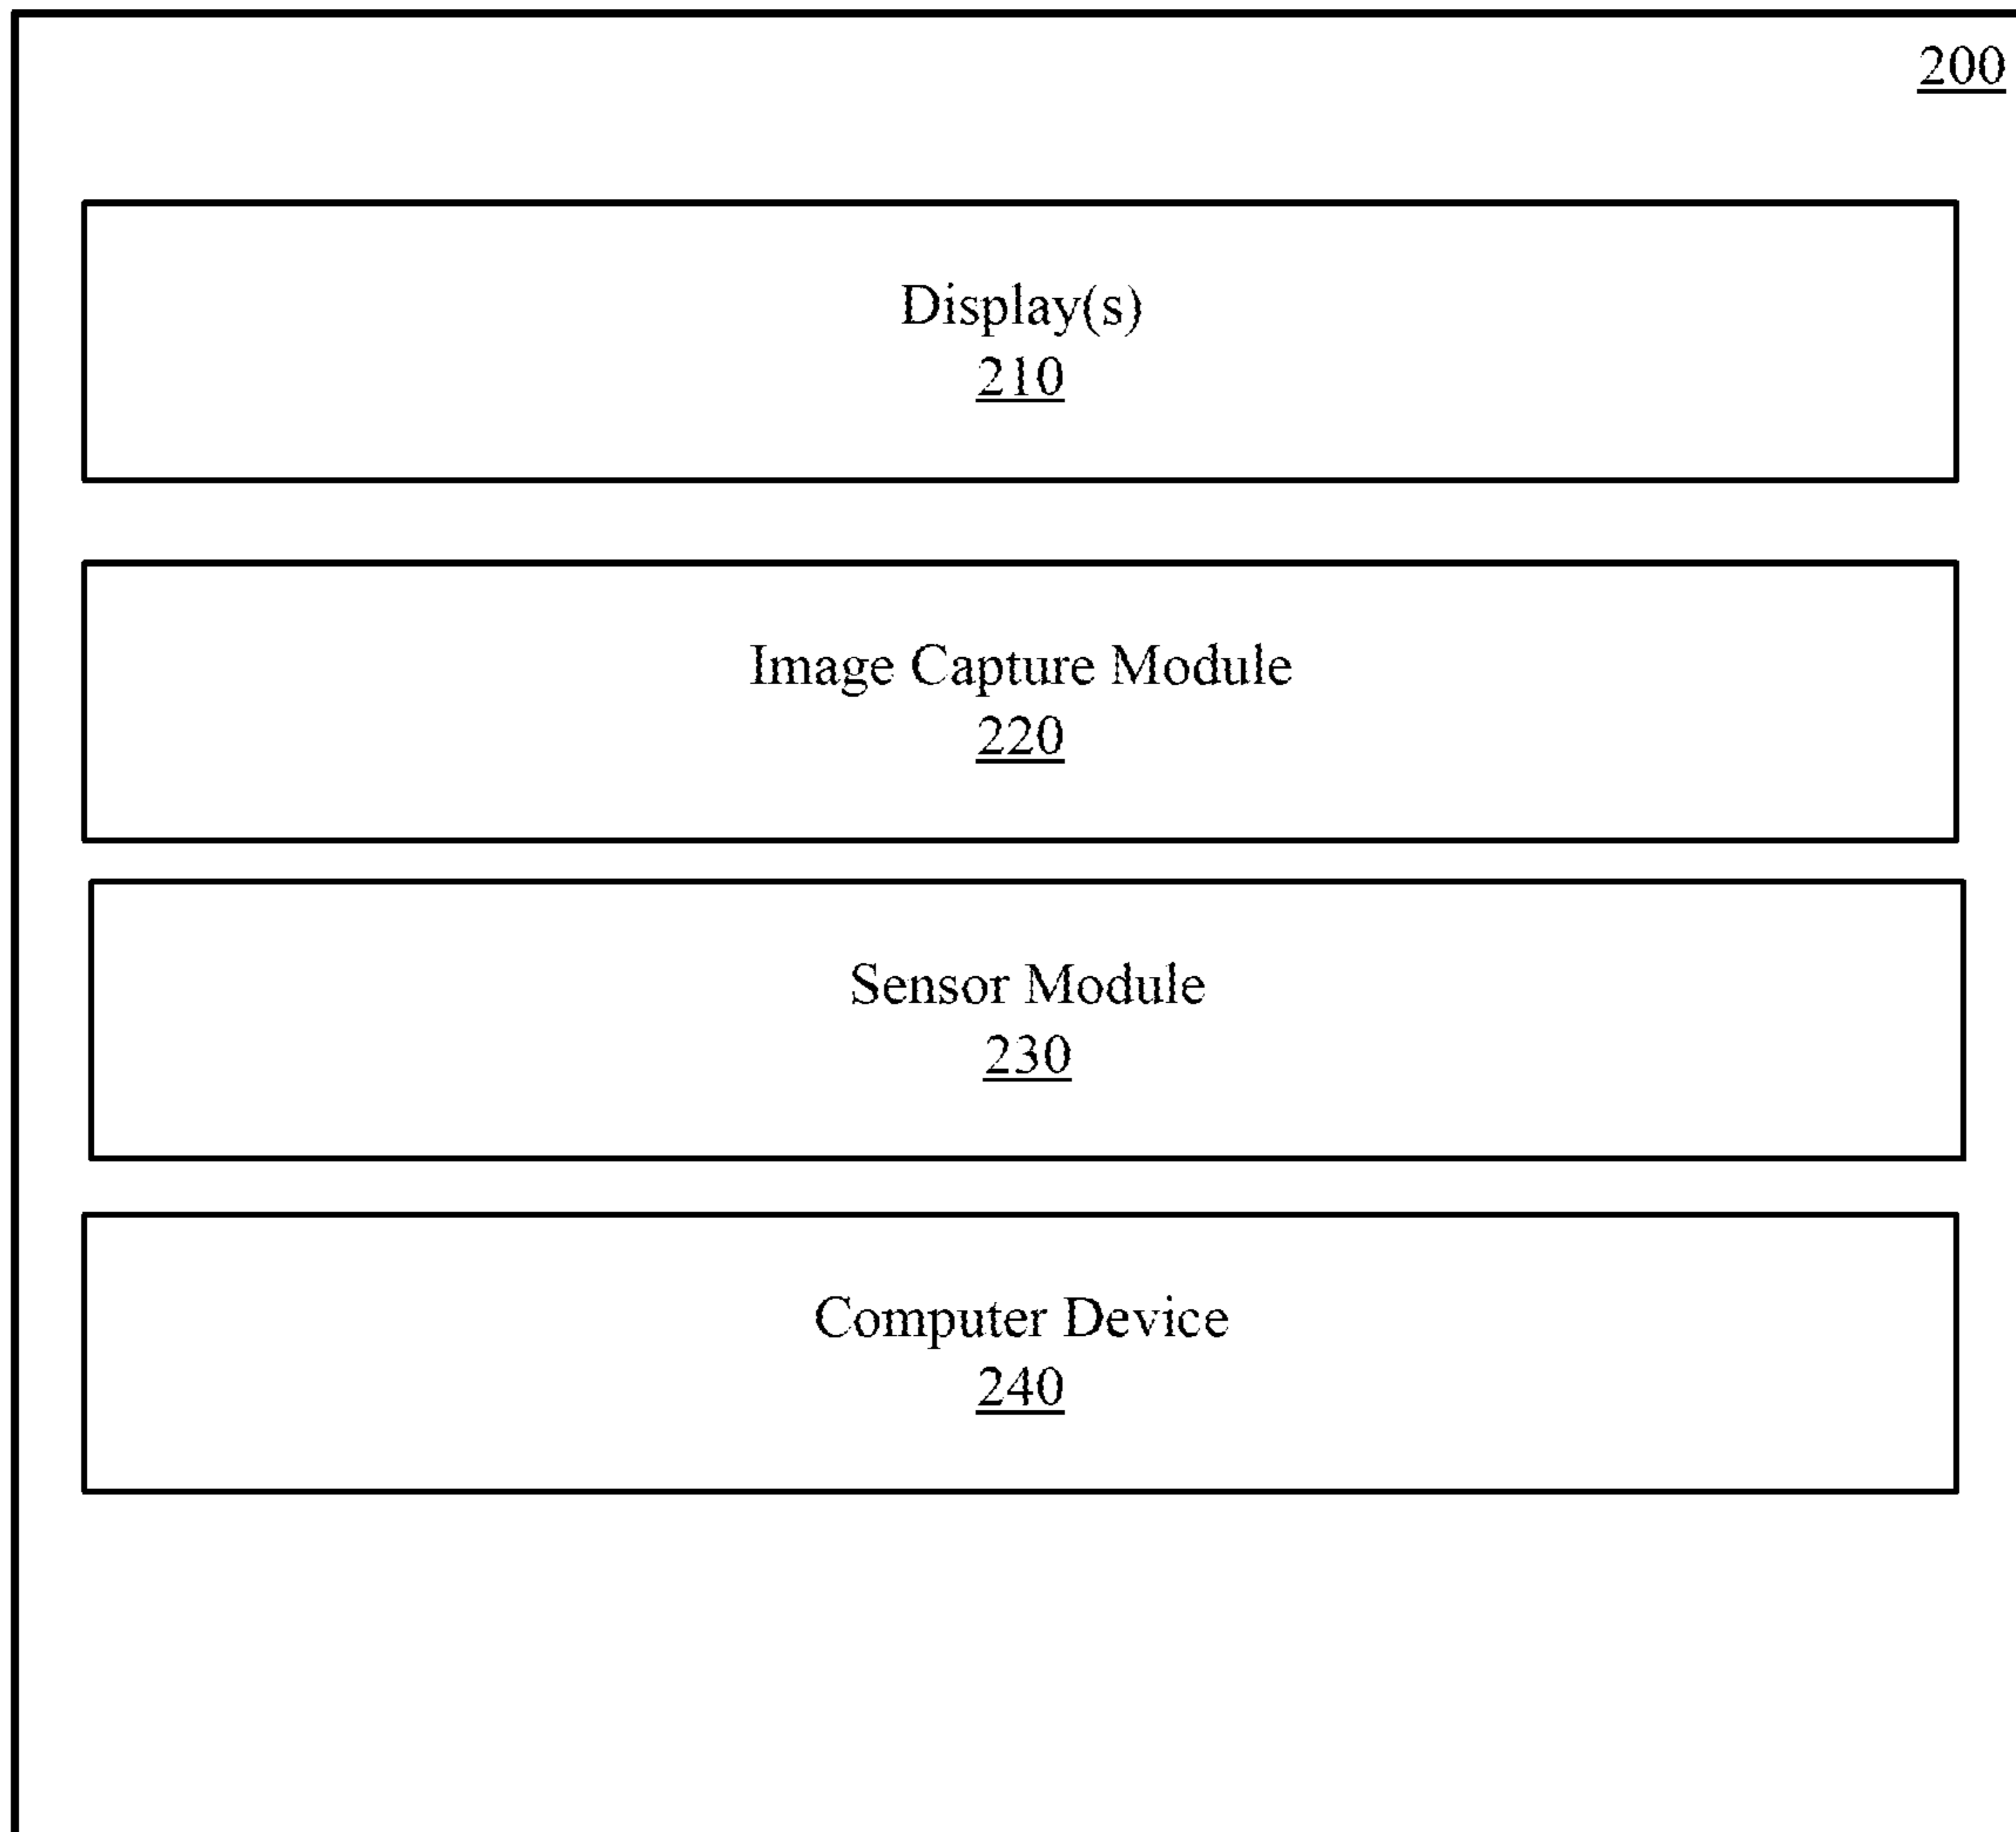 200
Display(s)
210
Image Capture Module
220
Sensor Module
230
Computer Device
240